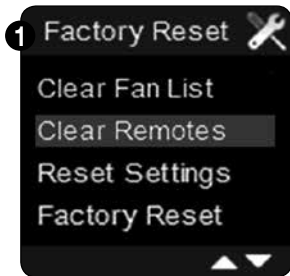 1 Factory Reset
Clear Fan List
Clear Remotes
Reset Settings
Factory Reset